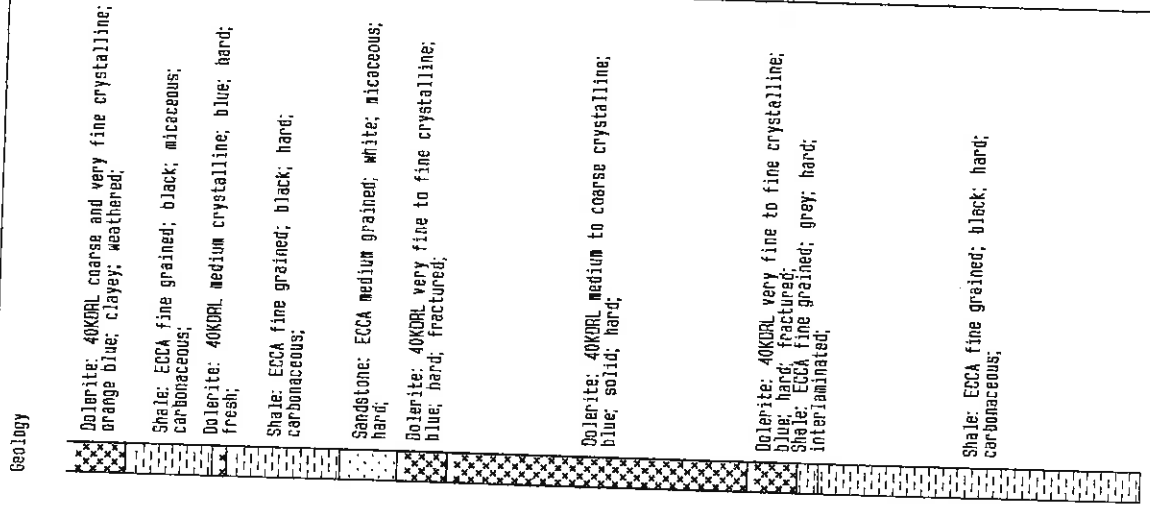 Geology
Dolerite: 40KDRL coarse and very fine crystalline;
orange blue; clayey; weathered;
Shale: ECCA fine grained; black; micaceous;
carbonaceous;
Dolerite: 40KDRL medium crystalline; blue; hard;
fresh;
Shale: ECCA fine grained; black; hard;
carbonaceous;
Sandstone: ECCA medium grained; white; micaceous;
hard;
Dolerite: 40KDRL very fine to fine crystalline;
blue; hard; fractured;
Dolerite: 40KDRL medium to coarse crystalline;
blue; solid; hard;
Dolerite: 40KDRL very fine to fine crystalline;
blue; hard; fractured;
Shale: ECCA fine grained; grey; hard;
interlaminated;
Shale: ECCA fine grained; black; hard;
carbonaceous;